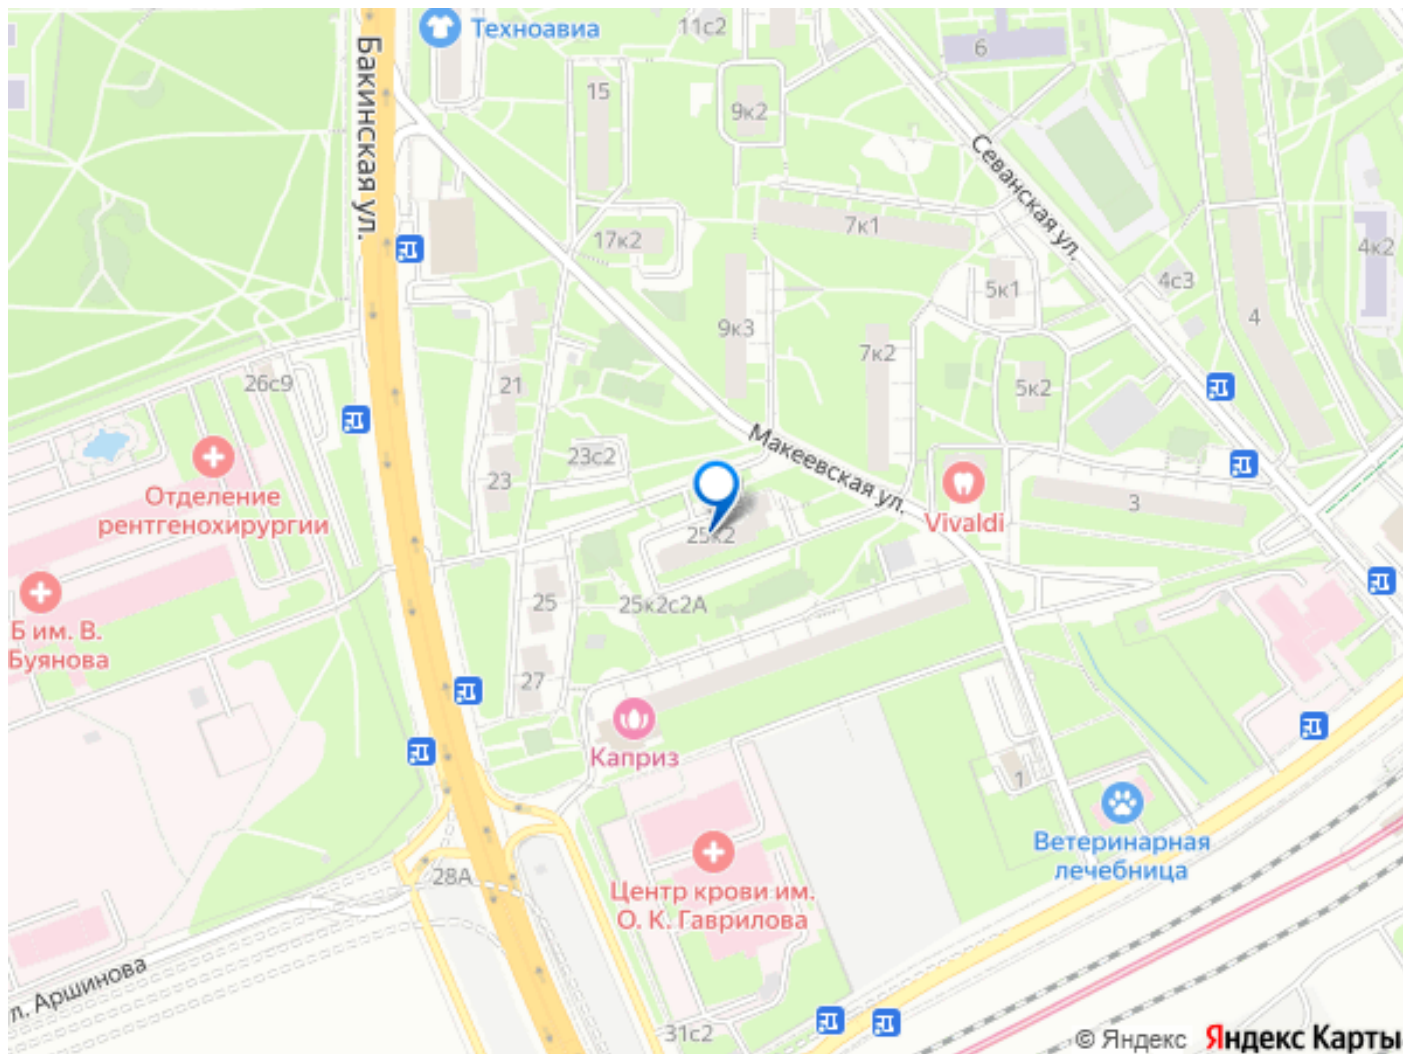 Техноавиа
11с2
6
Бакинская ул.
15
9к2
Севанская ул.
7к1
17к2
4к2
4с3
5к1
9к3
4
7к2
26с9
21
5к2
Макеевская ул.
23с2
23
Отделение
рентгенохирургии
Vivaldi
3
25к2
25
25к2с2А
Б им. В.
Буянова
27
Каприз
1
Ветеринарная
лечебница
28А
Центр крови им.
О. К. Гаврилова
л. Аршинова
31с2
© Яндекс Яндекс Карты